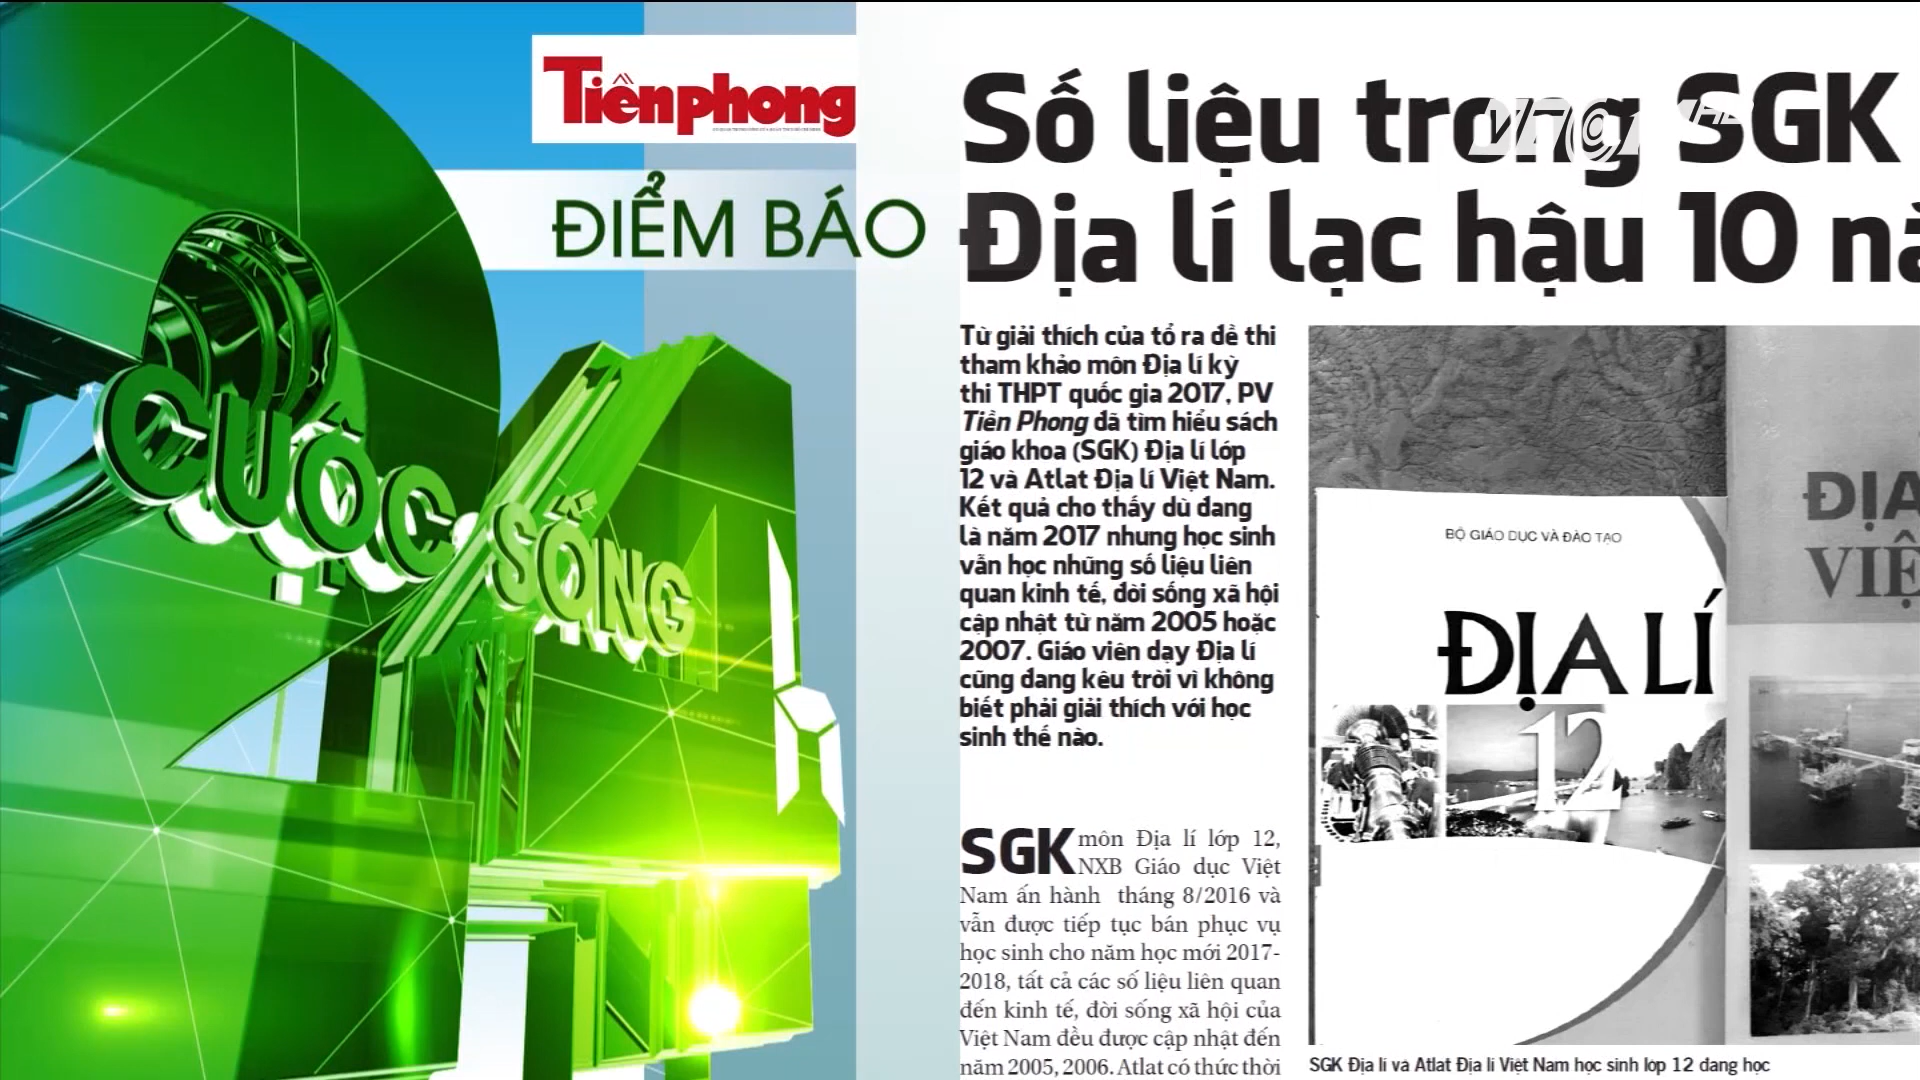 Tiềnphong
ĐIỂM BÁO
CUỘC SỐNG
24h
VTC1 HD
Số liệu trong SGK
Địa lí lạc hậu 10
Từ giải thích của tổ ra đề thi
tham khảo môn Địa lí kỳ
thi THPT quốc gia 2017, PV
Tiền Phong đã tìm hiểu sách
giáo khoa (SGK) Địa lí lớp
12 và Atlat Địa lí Việt Nam.
Kết quả cho thấy dù đang
là năm 2017 nhưng học sinh
vẫn học những số liệu liên
quan kinh tế, đời sống xã hội
cập nhật từ năm 2005 hoặc
2007. Giáo viên dạy Địa lí
cũng đang kêu trời vì không
biết phải giải thích với học
sinh thế nào.
SGK môn Địa lí lớp 12,
NXB Giáo dục Việt
Nam ấn hành tháng 8/2016 và
vẫn được tiếp tục bán phục vụ
học sinh cho năm học mới 2017-
2018, tất cả các số liệu liên quan
đến kinh tế, đời sống xã hội của
Việt Nam đều được cập nhật đến
năm 2005, 2006. Atlat có thức thời
BỘ GIÁO DỤC VÀ ĐÀO TẠO
ĐỊA LÍ
12
ĐỊA
VIỆ
SGK Địa lí và Atlat Địa lí Việt Nam học sinh lớp 12 đang học